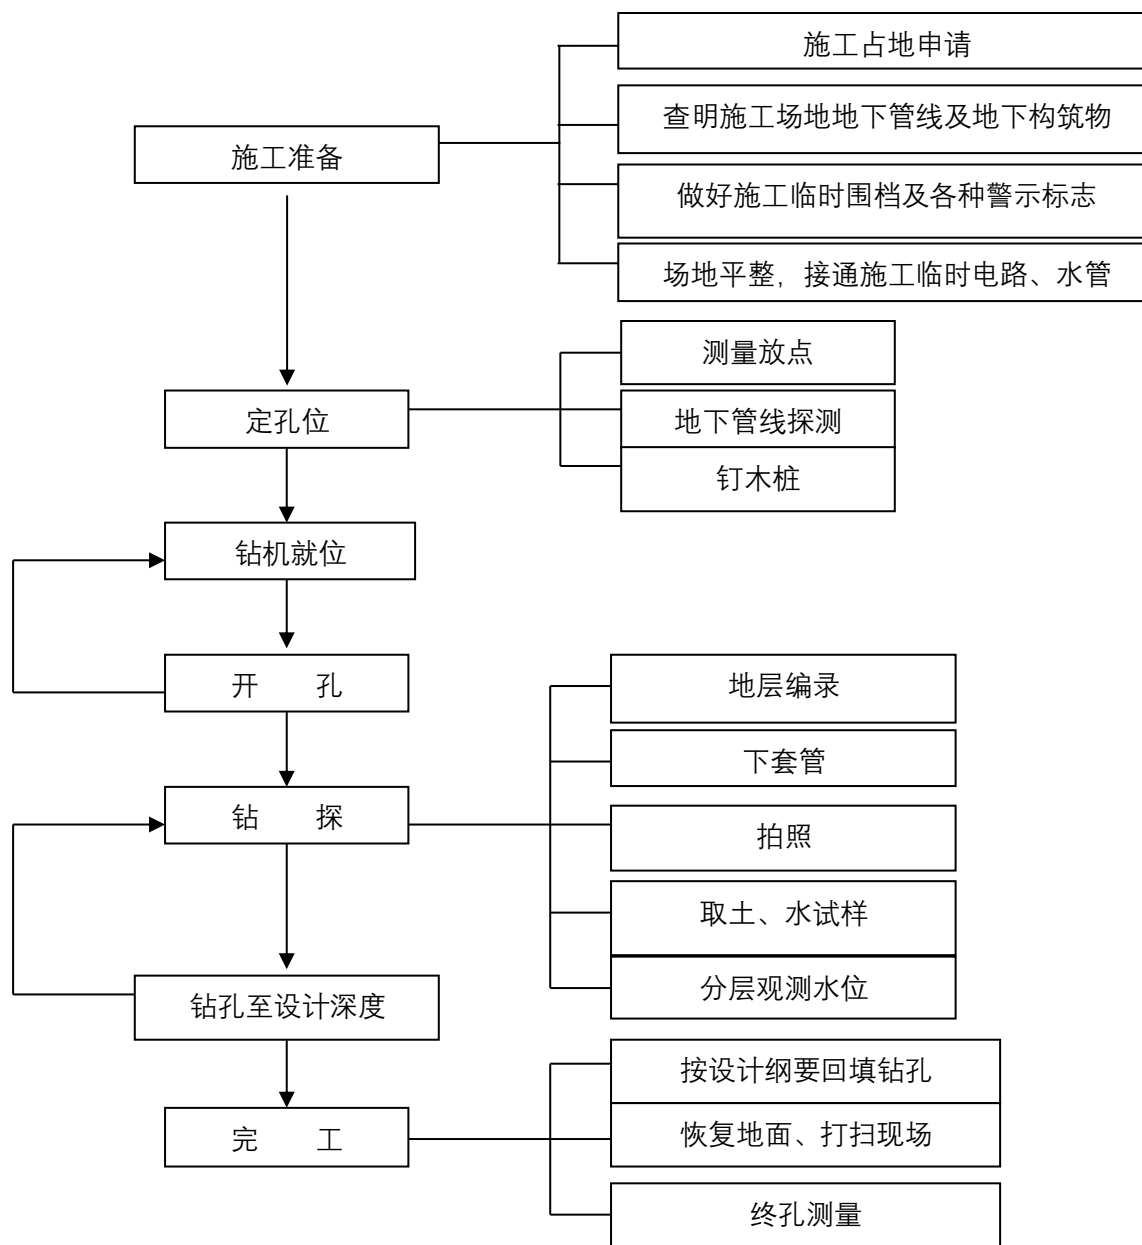 施工占地申请
查明施工场地地下管线及地下构筑物
施工准备
做好施工临时围档及各种警示标志
场地平整，接通施工临时电路、水管
测量放点
定孔位
地下管线探测
钉木桩
钻机就位
开　　孔
地层编录
下套管
钻　　探
拍照
取土、水试样
分层观测水位
钻孔至设计深度
按设计纲要回填钻孔
完　　工
恢复地面、打扫现场
终孔测量